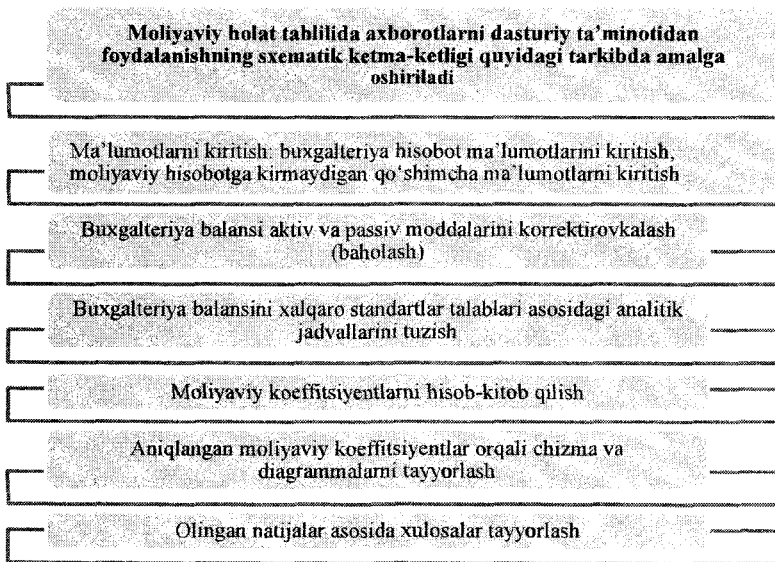 Moliyaviy holat tahlilida axborotlarni dasturiy ta’minotidan
foydalanishning sxematik ketma-ketligi quyidagi tarkibda amalga
oshiriladi
Ma’lumotlarni kiritish: buxgalteriya hisobot ma’lumotlarini kiritish,
moliyaviy hisobotga kirmaydigan qo‘shimcha ma’lumotlarni kiritish
Buxgalteriya balansi aktiv va passiv moddalarini korrektirovkalash
(baholash)
Buxgalteriya balansini xalqaro standartlar talablari asosidagi analitik
jadvallarini tuzish
Moliyaviy koeffitsiyentlarni hisob-kitob qilish
Aniqlangan moliyaviy koeffitsiyentlar orqali chizma va
diagrammalarni tayyorlash
Olingan natijalar asosida xulosalar tayyorlash